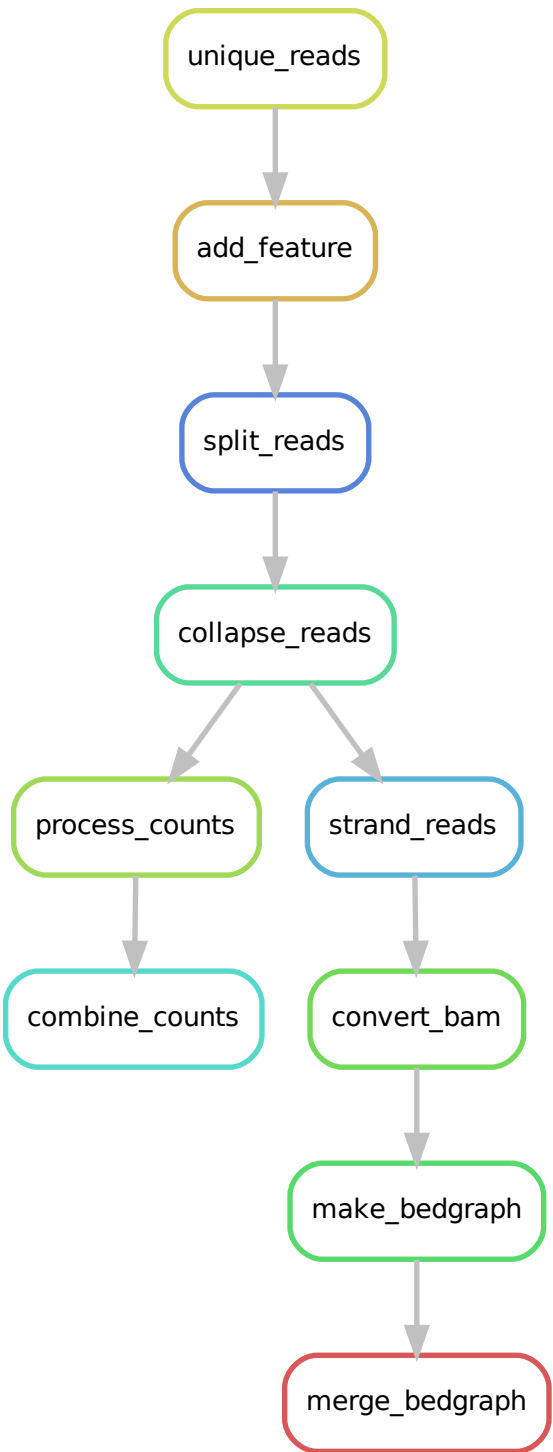 unique_reads
add_feature
split_reads
collapse_reads
process_counts
strand_reads
combine_counts
convert_bam
make_bedgraph
merge_bedgraph